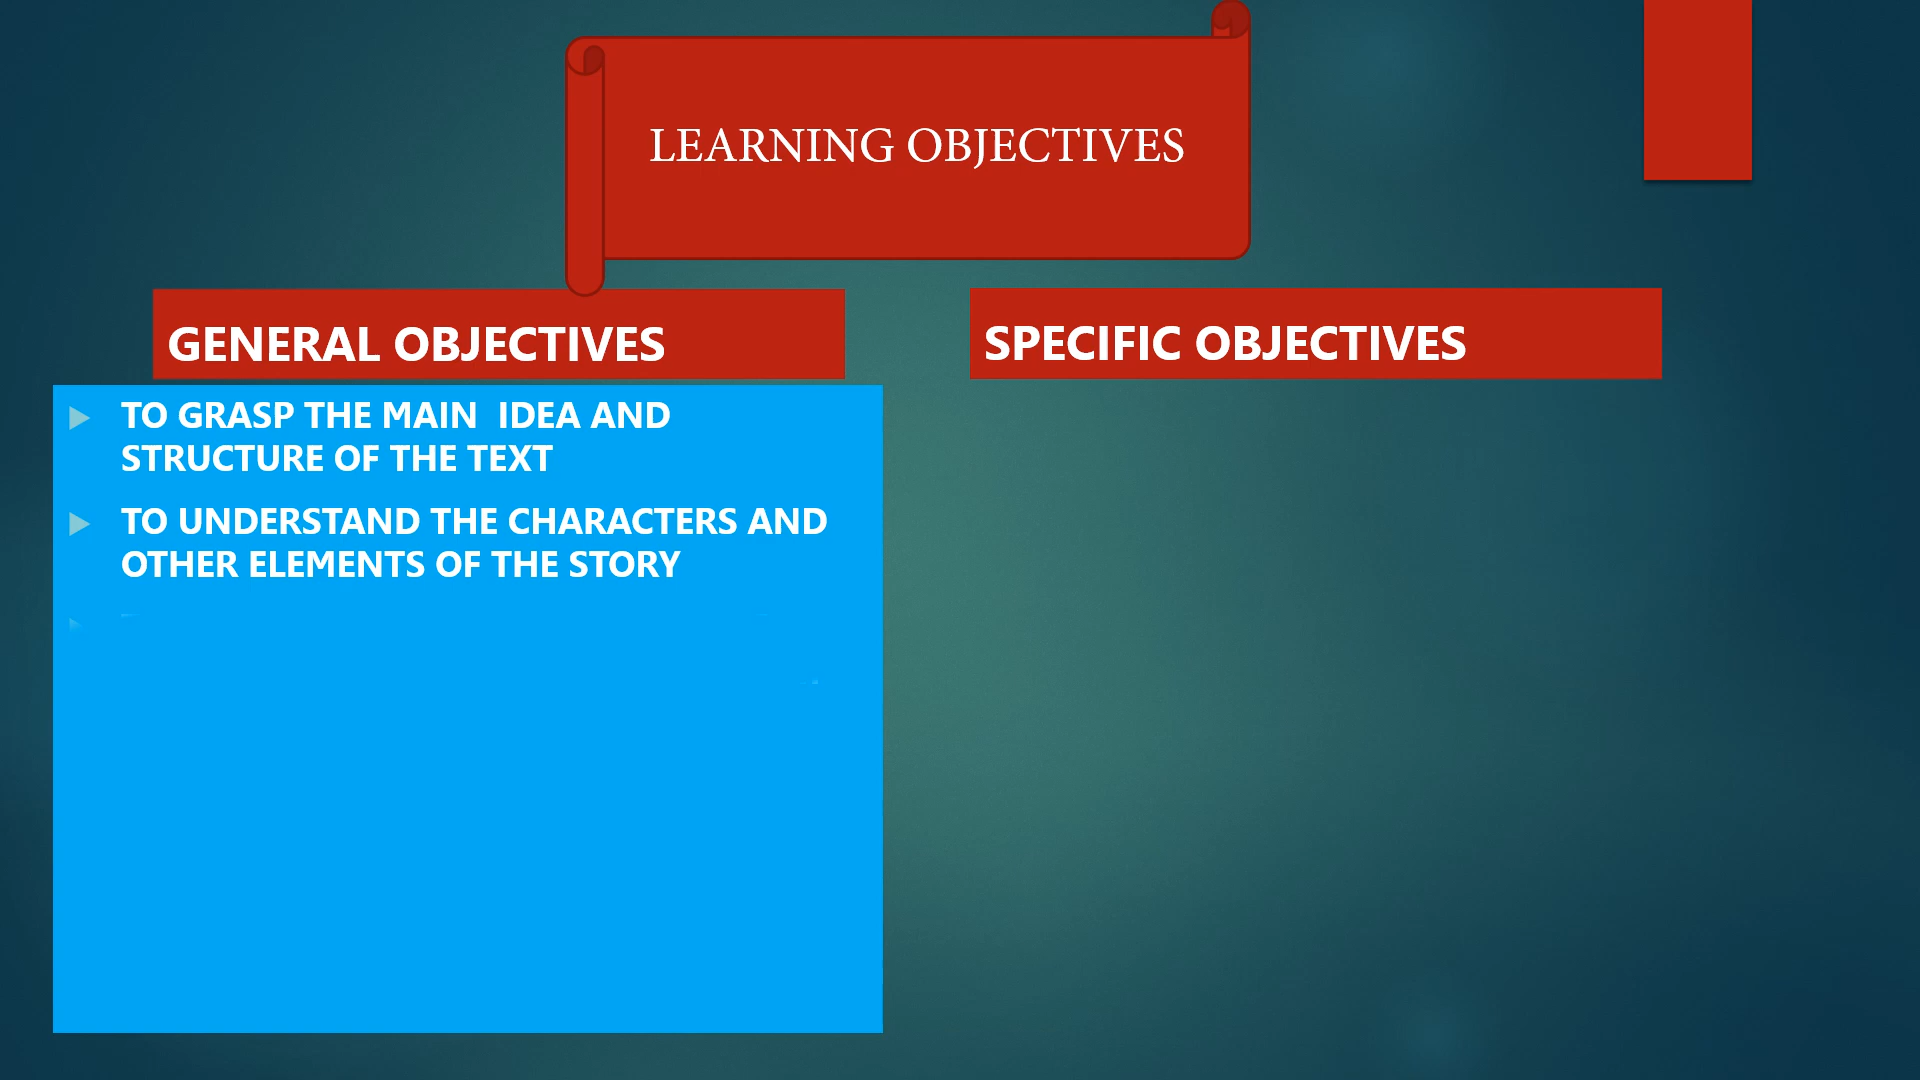 LEARNING OBJECTIVES
GENERAL OBJECTIVES
TO GRASP THE MAIN  IDEA AND
STRUCTURE OF THE TEXT
TO UNDERSTAND THE CHARACTERS AND
OTHER ELEMENTS OF THE STORY
SPECIFIC OBJECTIVES